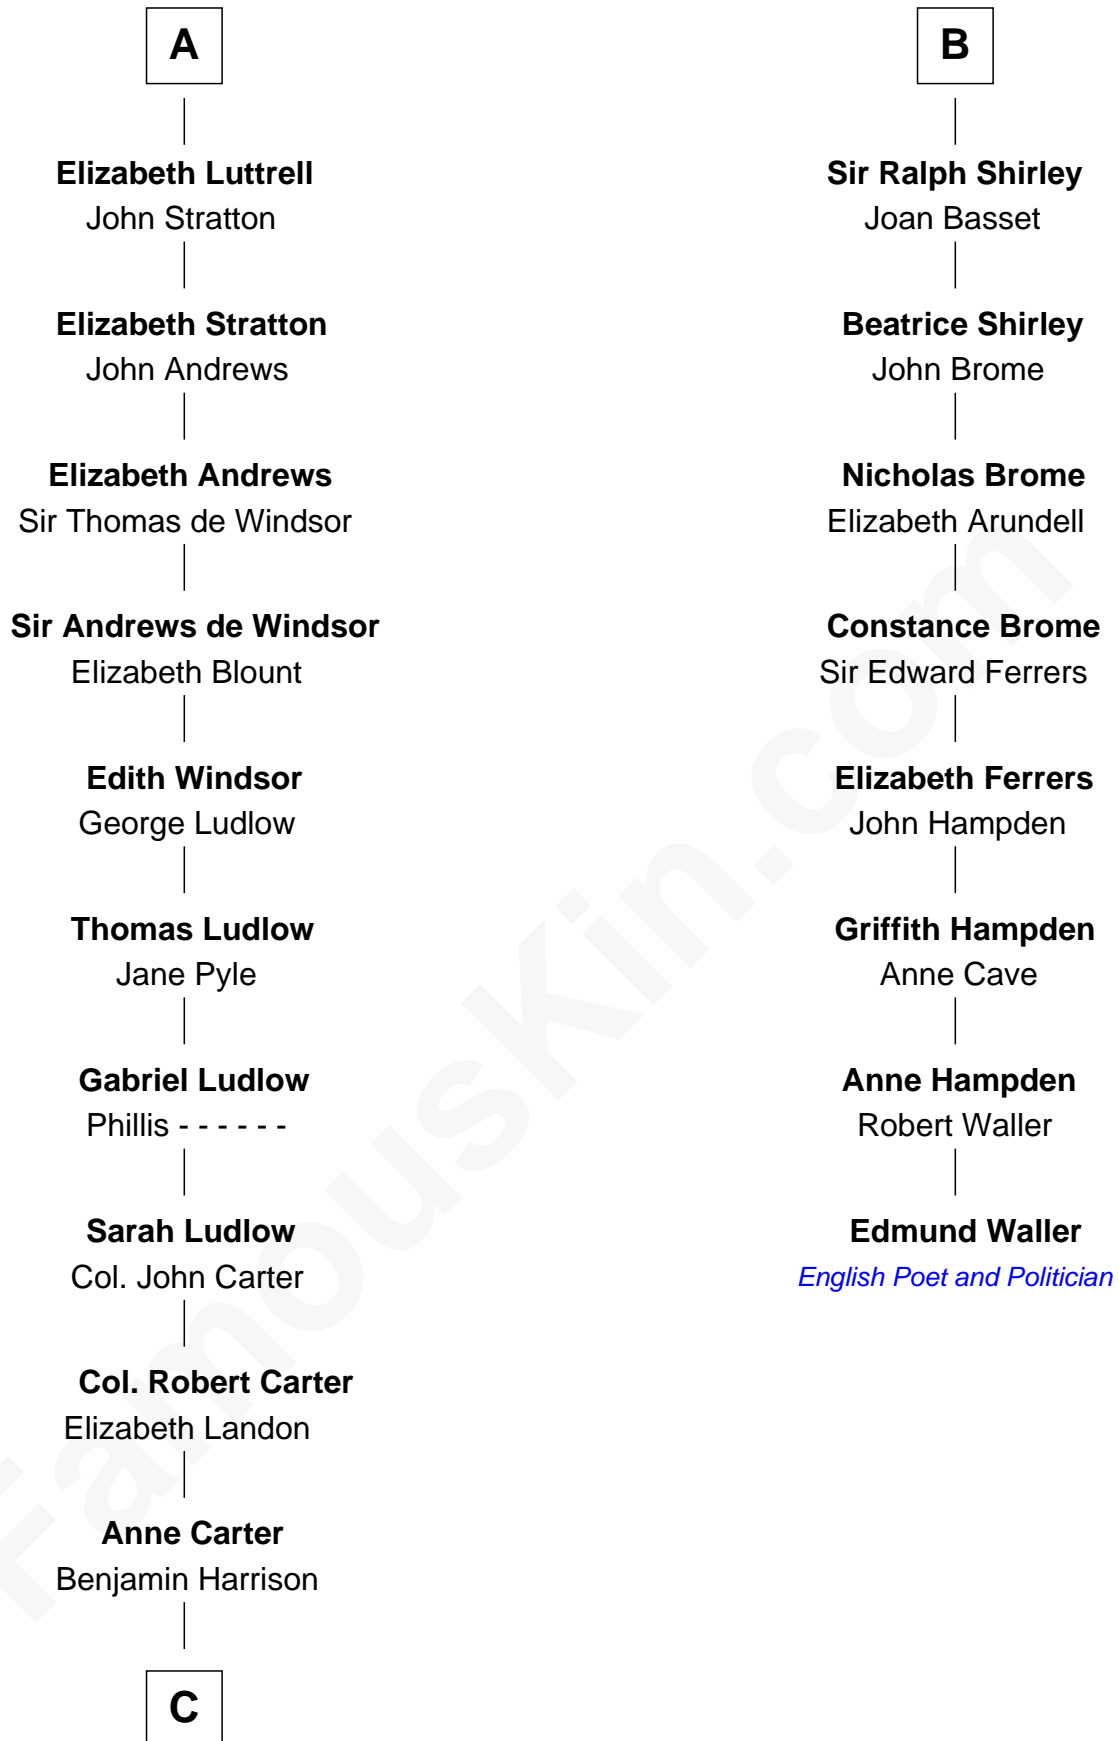 A
Elizabeth Luttrell
John Stratton
Elizabeth Stratton
John Andrews
Elizabeth Andrews
Sir Thomas de Windsor
Sir Andrews de Windsor
Elizabeth Blount
Edith Windsor
George Ludlow
Thomas Ludlow
Jane Pyle
Gabriel Ludlow
Phillis - - - - - -
Sarah Ludlow
Col. John Carter
Col. Robert Carter
Elizabeth Landon
Anne Carter
Benjamin Harrison
C
B
Sir Ralph Shirley
Joan Basset
Beatrice Shirley
John Brome
Nicholas Brome
Elizabeth Arundell
Constance Brome
Sir Edward Ferrers
Elizabeth Ferrers
John Hampden
Griffith Hampden
Anne Cave
Anne Hampden
Robert Waller
Edmund Waller
English Poet and Politician
FamousKin.com